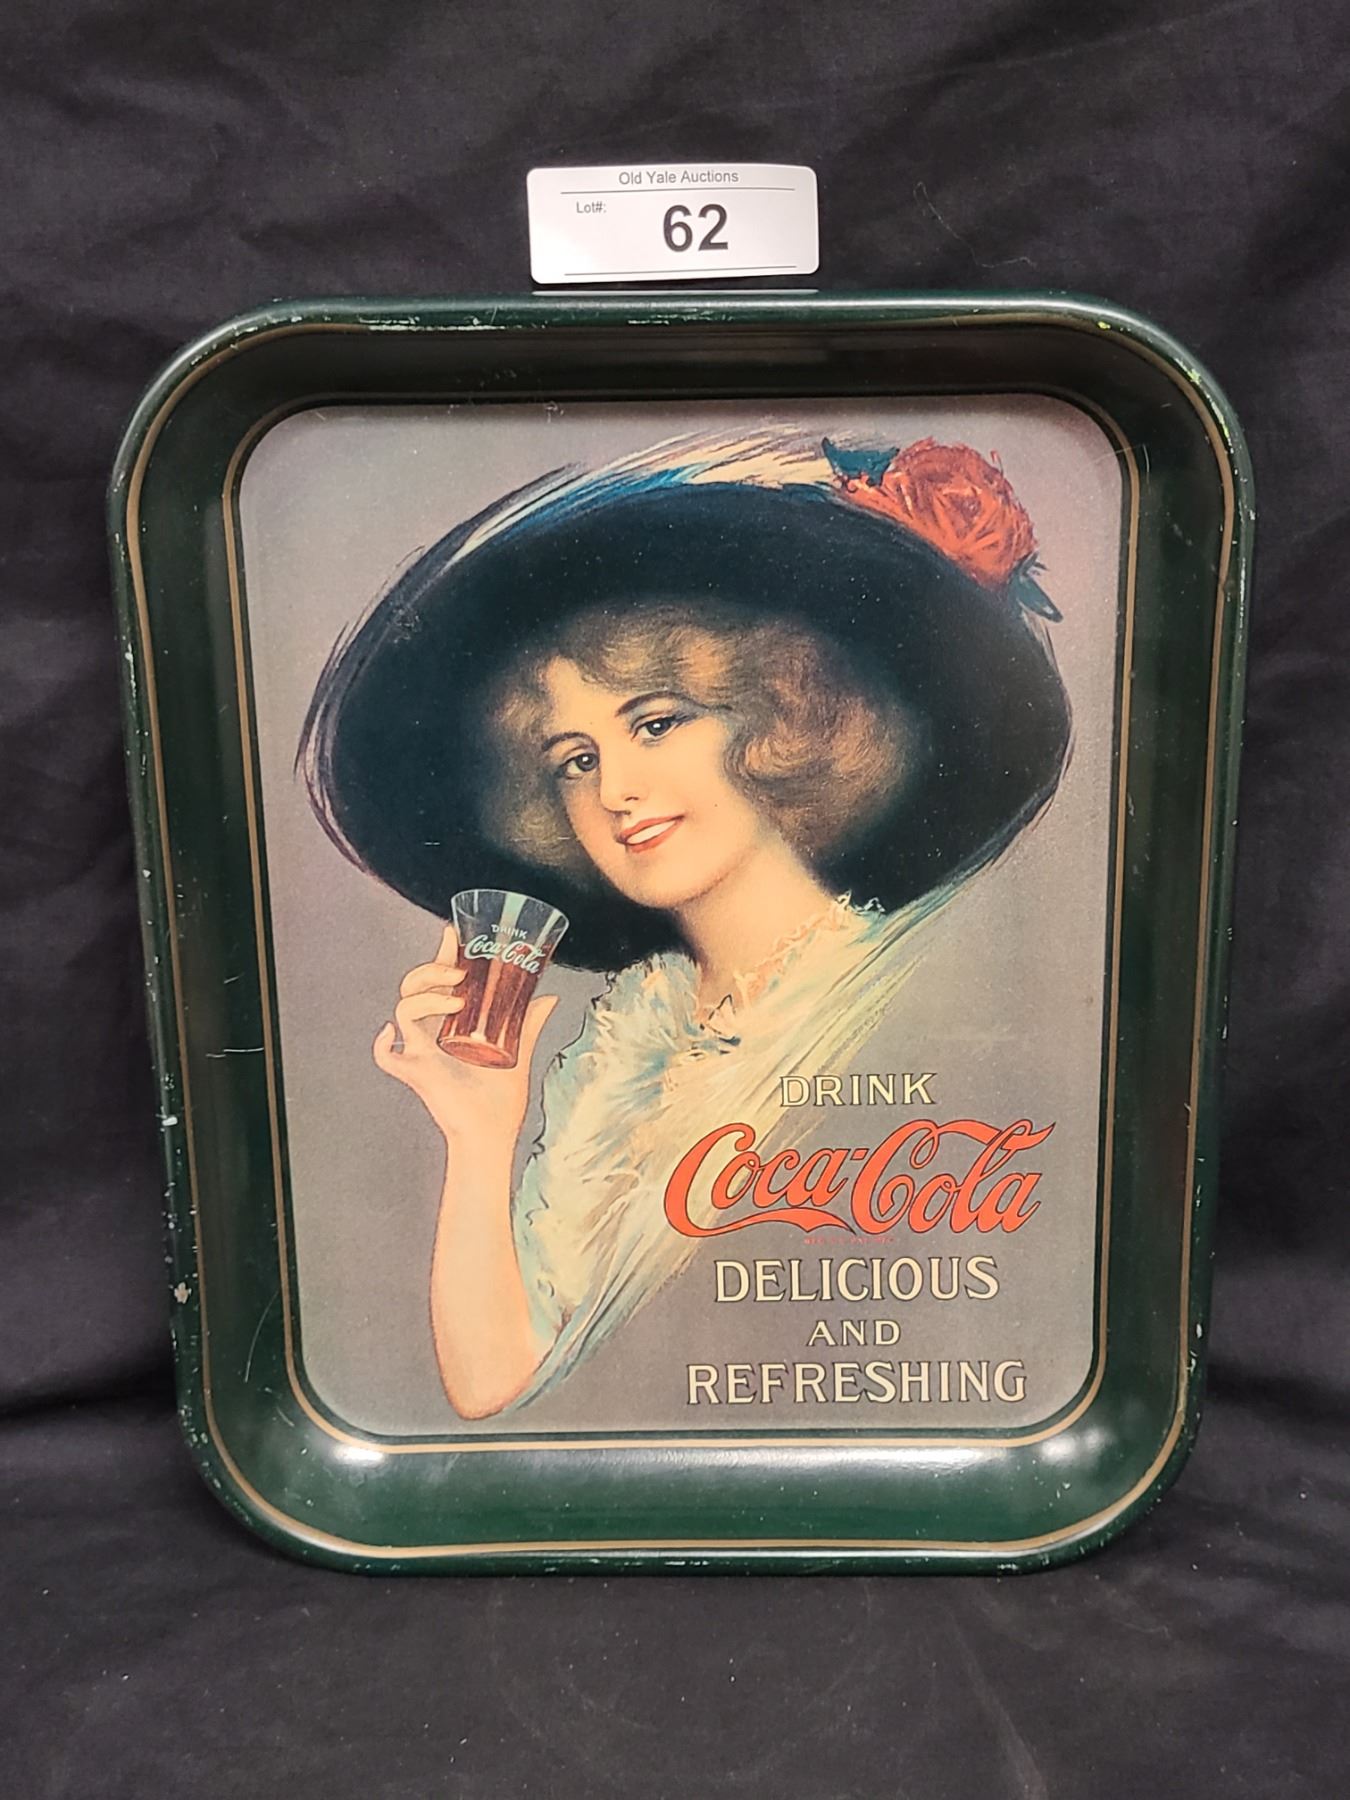 Old Yale Auctions
Lot#:
62
DRINK
Coca-Cola
DRINK
Coca-Cola
DELICIOUS
AND
REFRESHING